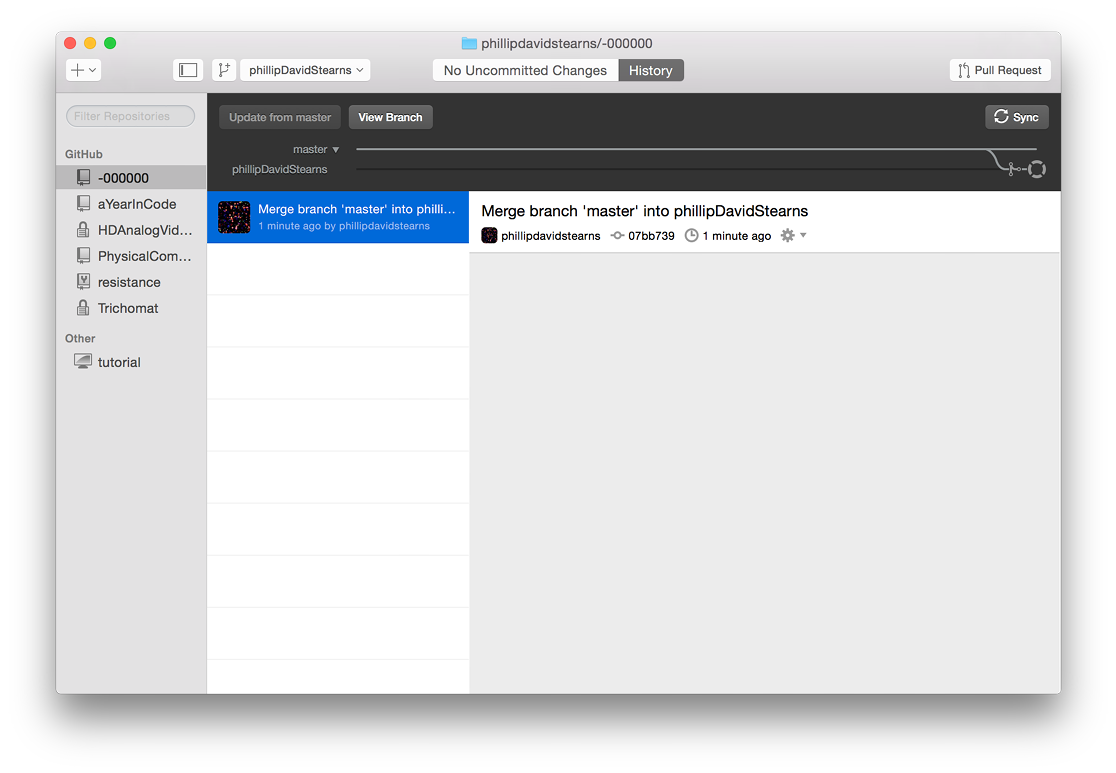 phillipdavidstearns/-000000
phillipDavidStearns
No Uncommitted Changes
History
Pull Request
Filter Repositories
GitHub
-000000
aYearInCode
HDAnalogVid...
PhysicalCom...
resistance
Trichomat
Other
tutorial
Update from master
View Branch
Sync
master
phillipDavidStearns
Merge branch 'master' into philli...
1 minute ago by phillipdavidstearns
Merge branch 'master' into phillipDavidStearns
phillipdavidstearns 07bb739 1 minute ago